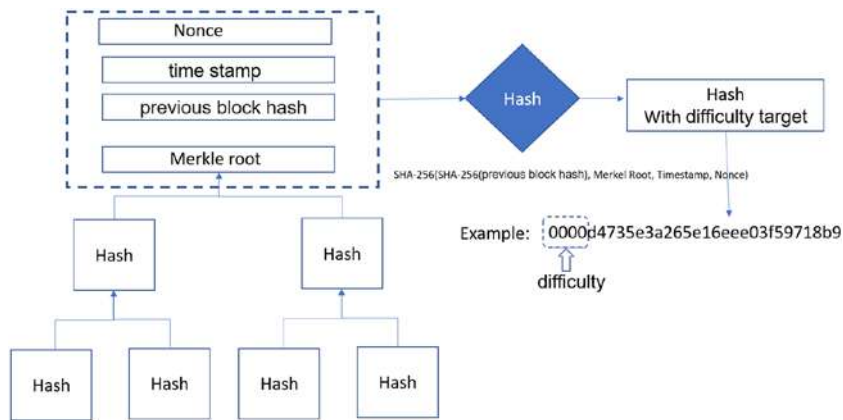 Nonce
time stamp
previous block hash
Merkle root
Hash
Hash
With difficulty target
SHA-256(SHA-256(previous block hash), Merkel Root, Timestamp, Nonce)
Example: 0000d4735e3a265e16eee03f59718b9
difficulty
Hash
Hash
Hash
Hash
Hash
Hash